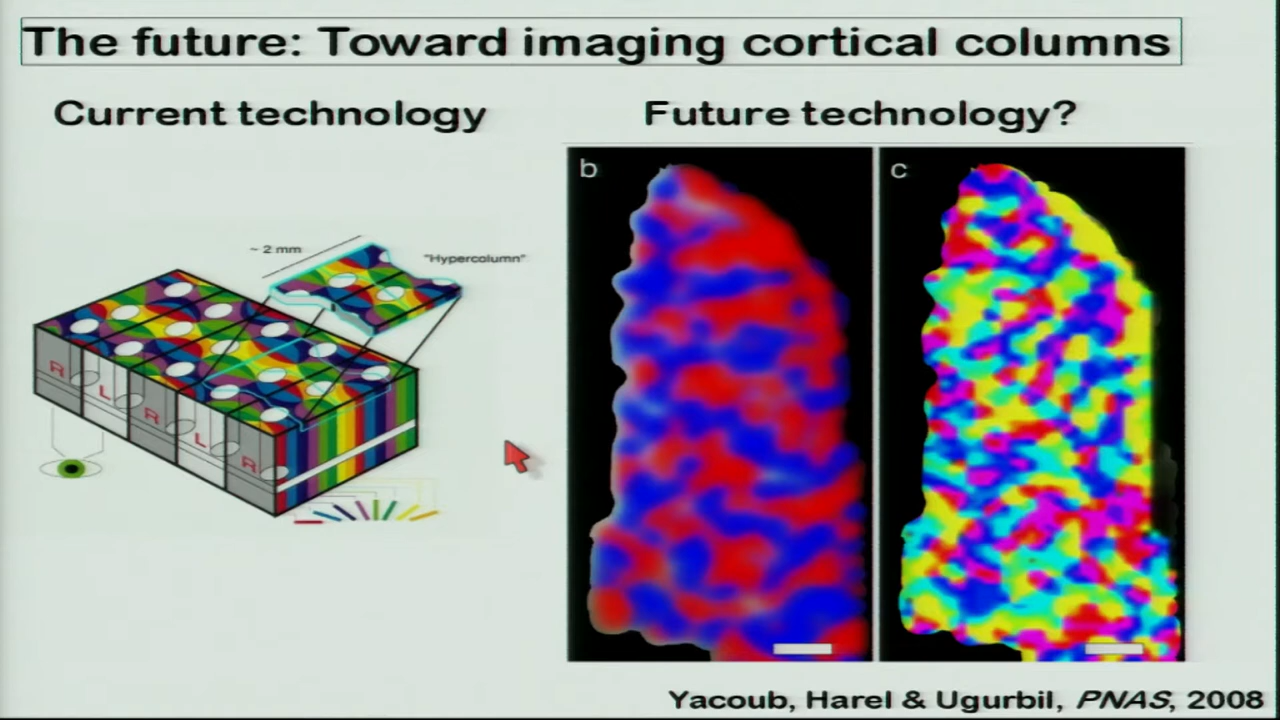 The future: Toward imaging cortical columns
Current technology
Future technology?
b
c
~ 2 mm
"Hypercolumn"
R
L
R
L
R
Yacoub, Harel & Ugurbil, PNAS, 2008